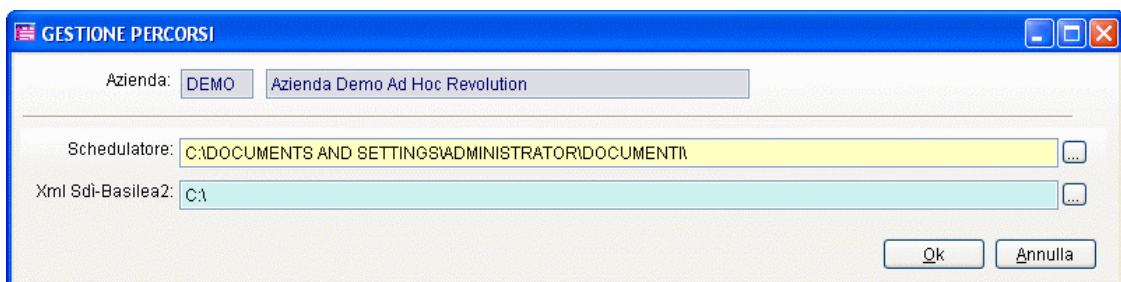 GESTIONE PERCORSI
Azienda: DEMO Azienda Demo Ad Hoc Revolution
Schedulatore: C:\DOCUMENTS AND SETTINGS\ADMINISTRATOR\DOCUMENTI\ ...
Xml Sdì-Basilea2: C:\ ...
Ok Annulla